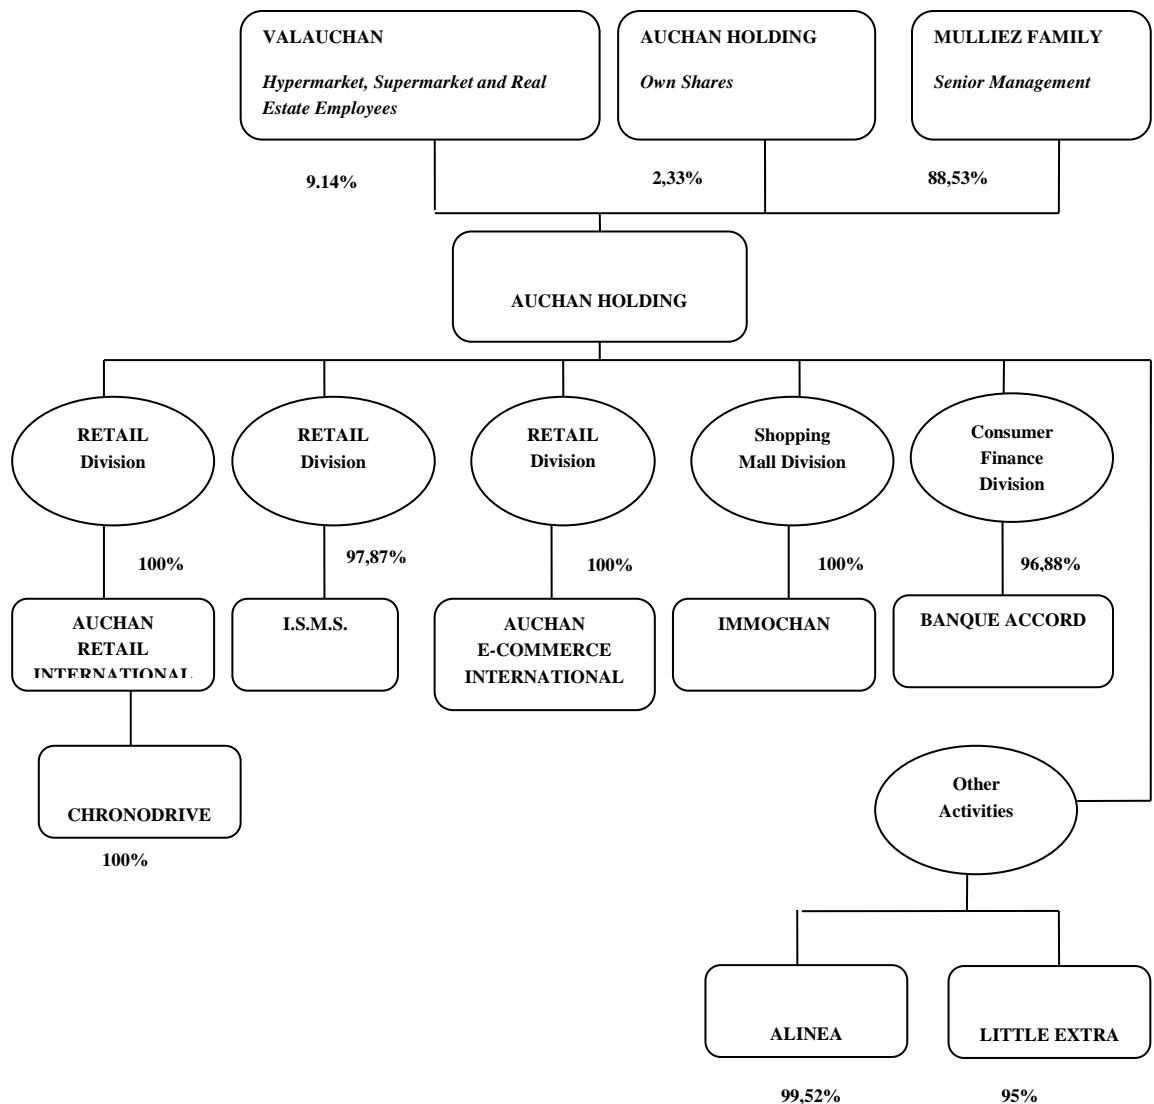 VALAUCHAN
Hypermarket, Supermarket and Real
Estate Employees
AUCHAN HOLDING
Own Shares
MULLIEZ FAMILY
Senior Management
9.14%
2,33%
88,53%
AUCHAN HOLDING
RETAIL
Division
RETAIL
Division
RETAIL
Division
Shopping
Mall Division
Consumer
Finance
Division
100%
97,87%
100%
100%
96,88%
AUCHAN
RETAIL
INTERNATIONAL
I.S.M.S.
AUCHAN
E-COMMERCE
INTERNATIONAL
IMMOCHAN
BANQUE ACCORD
CHRONODRIVE
100%
Other
Activities
ALINEA
LITTLE EXTRA
99,52%
95%